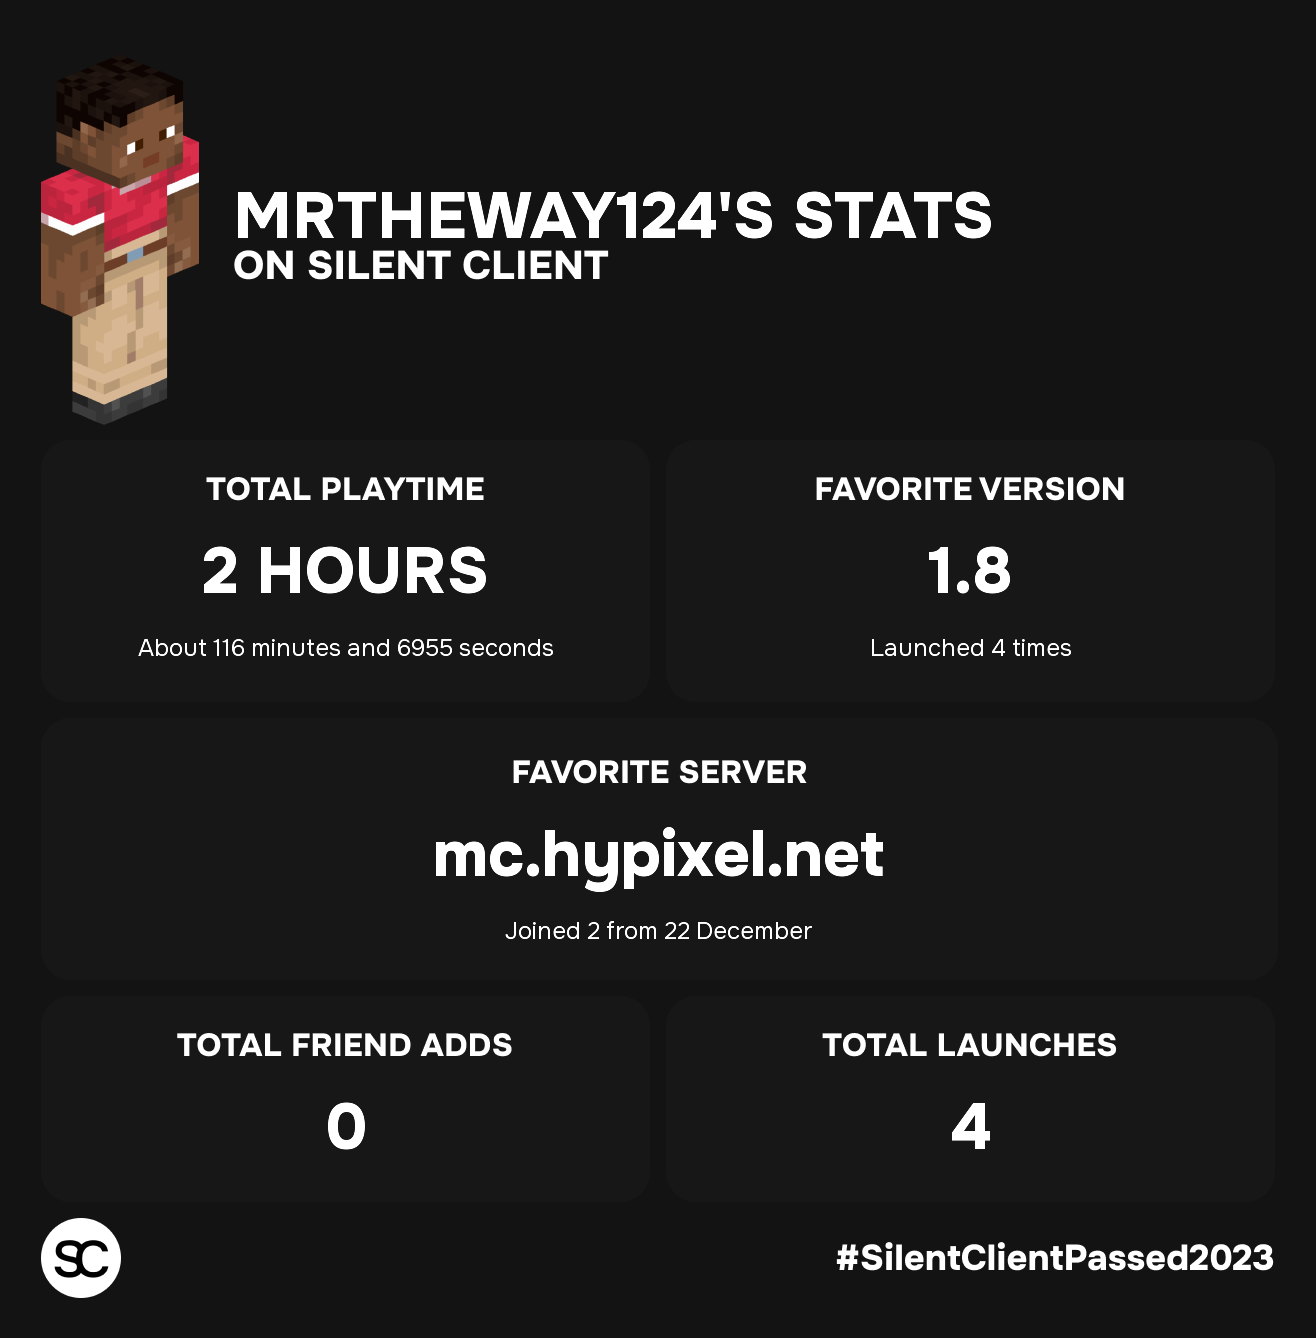 MRTHEWAY124'S STATS
ON SILENT CLIENT
TOTAL PLAYTIME
2 HOURS
About 116 minutes and 6955 seconds
FAVORITE VERSION
1.8
Launched 4 times
FAVORITE SERVER
mc.hypixel.net
Joined 2 from 22 December
TOTAL FRIEND ADDS
0
TOTAL LAUNCHES
4
SC
#SilentClientPassed2023